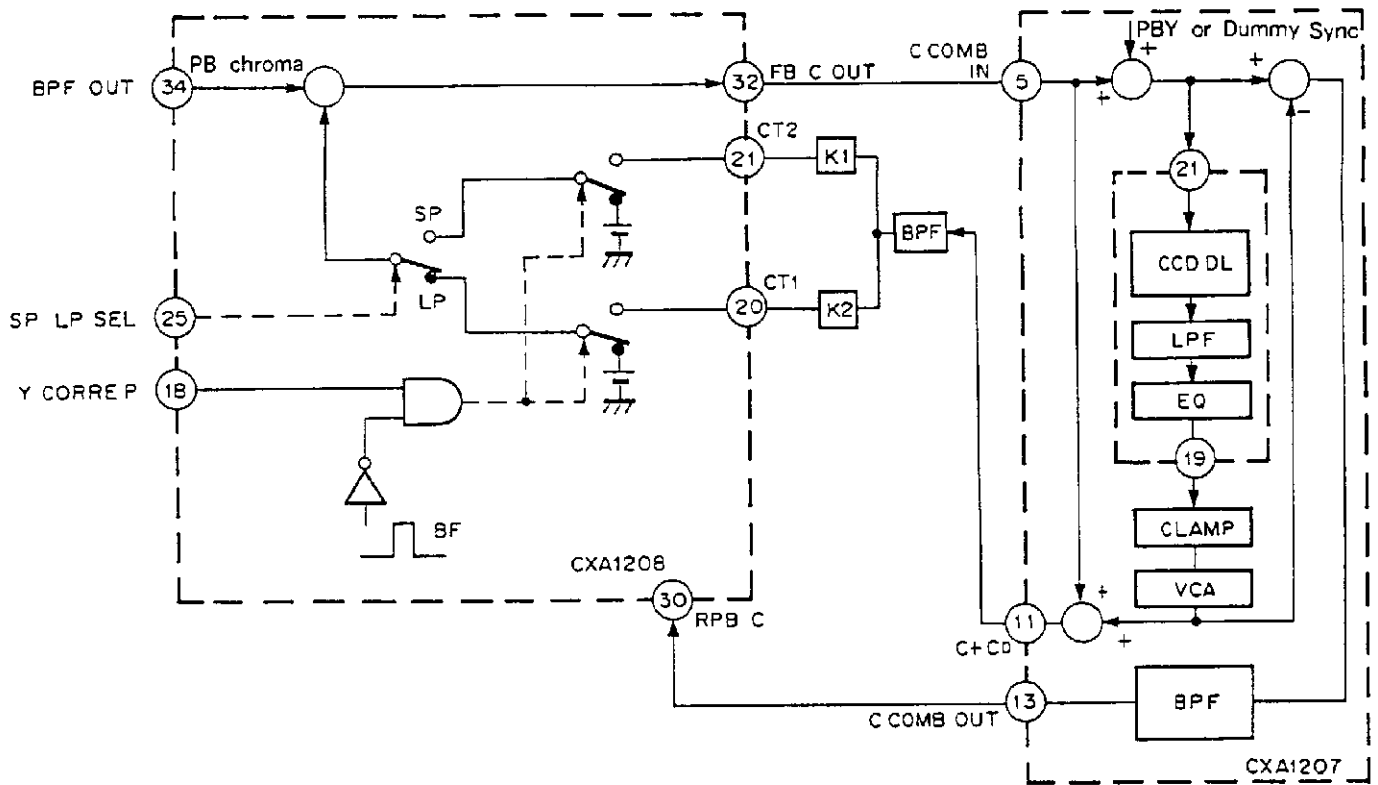 PBY or Dummy Sync
+
BPF OUT
34
PB chroma
32
FB C OUT
C COMB
IN
5
+
+
-
CT2
21
K1
21
SP
BPF
CCD DL
LP
CT1
20
K2
LPF
SP LP SEL
25
EQ
Y CORRE P
18
19
CLAMP
BF
VCA
CXA1208
30
RPB C
+
+
11
C+CD
13
C COMB OUT
BPF
CXA1207